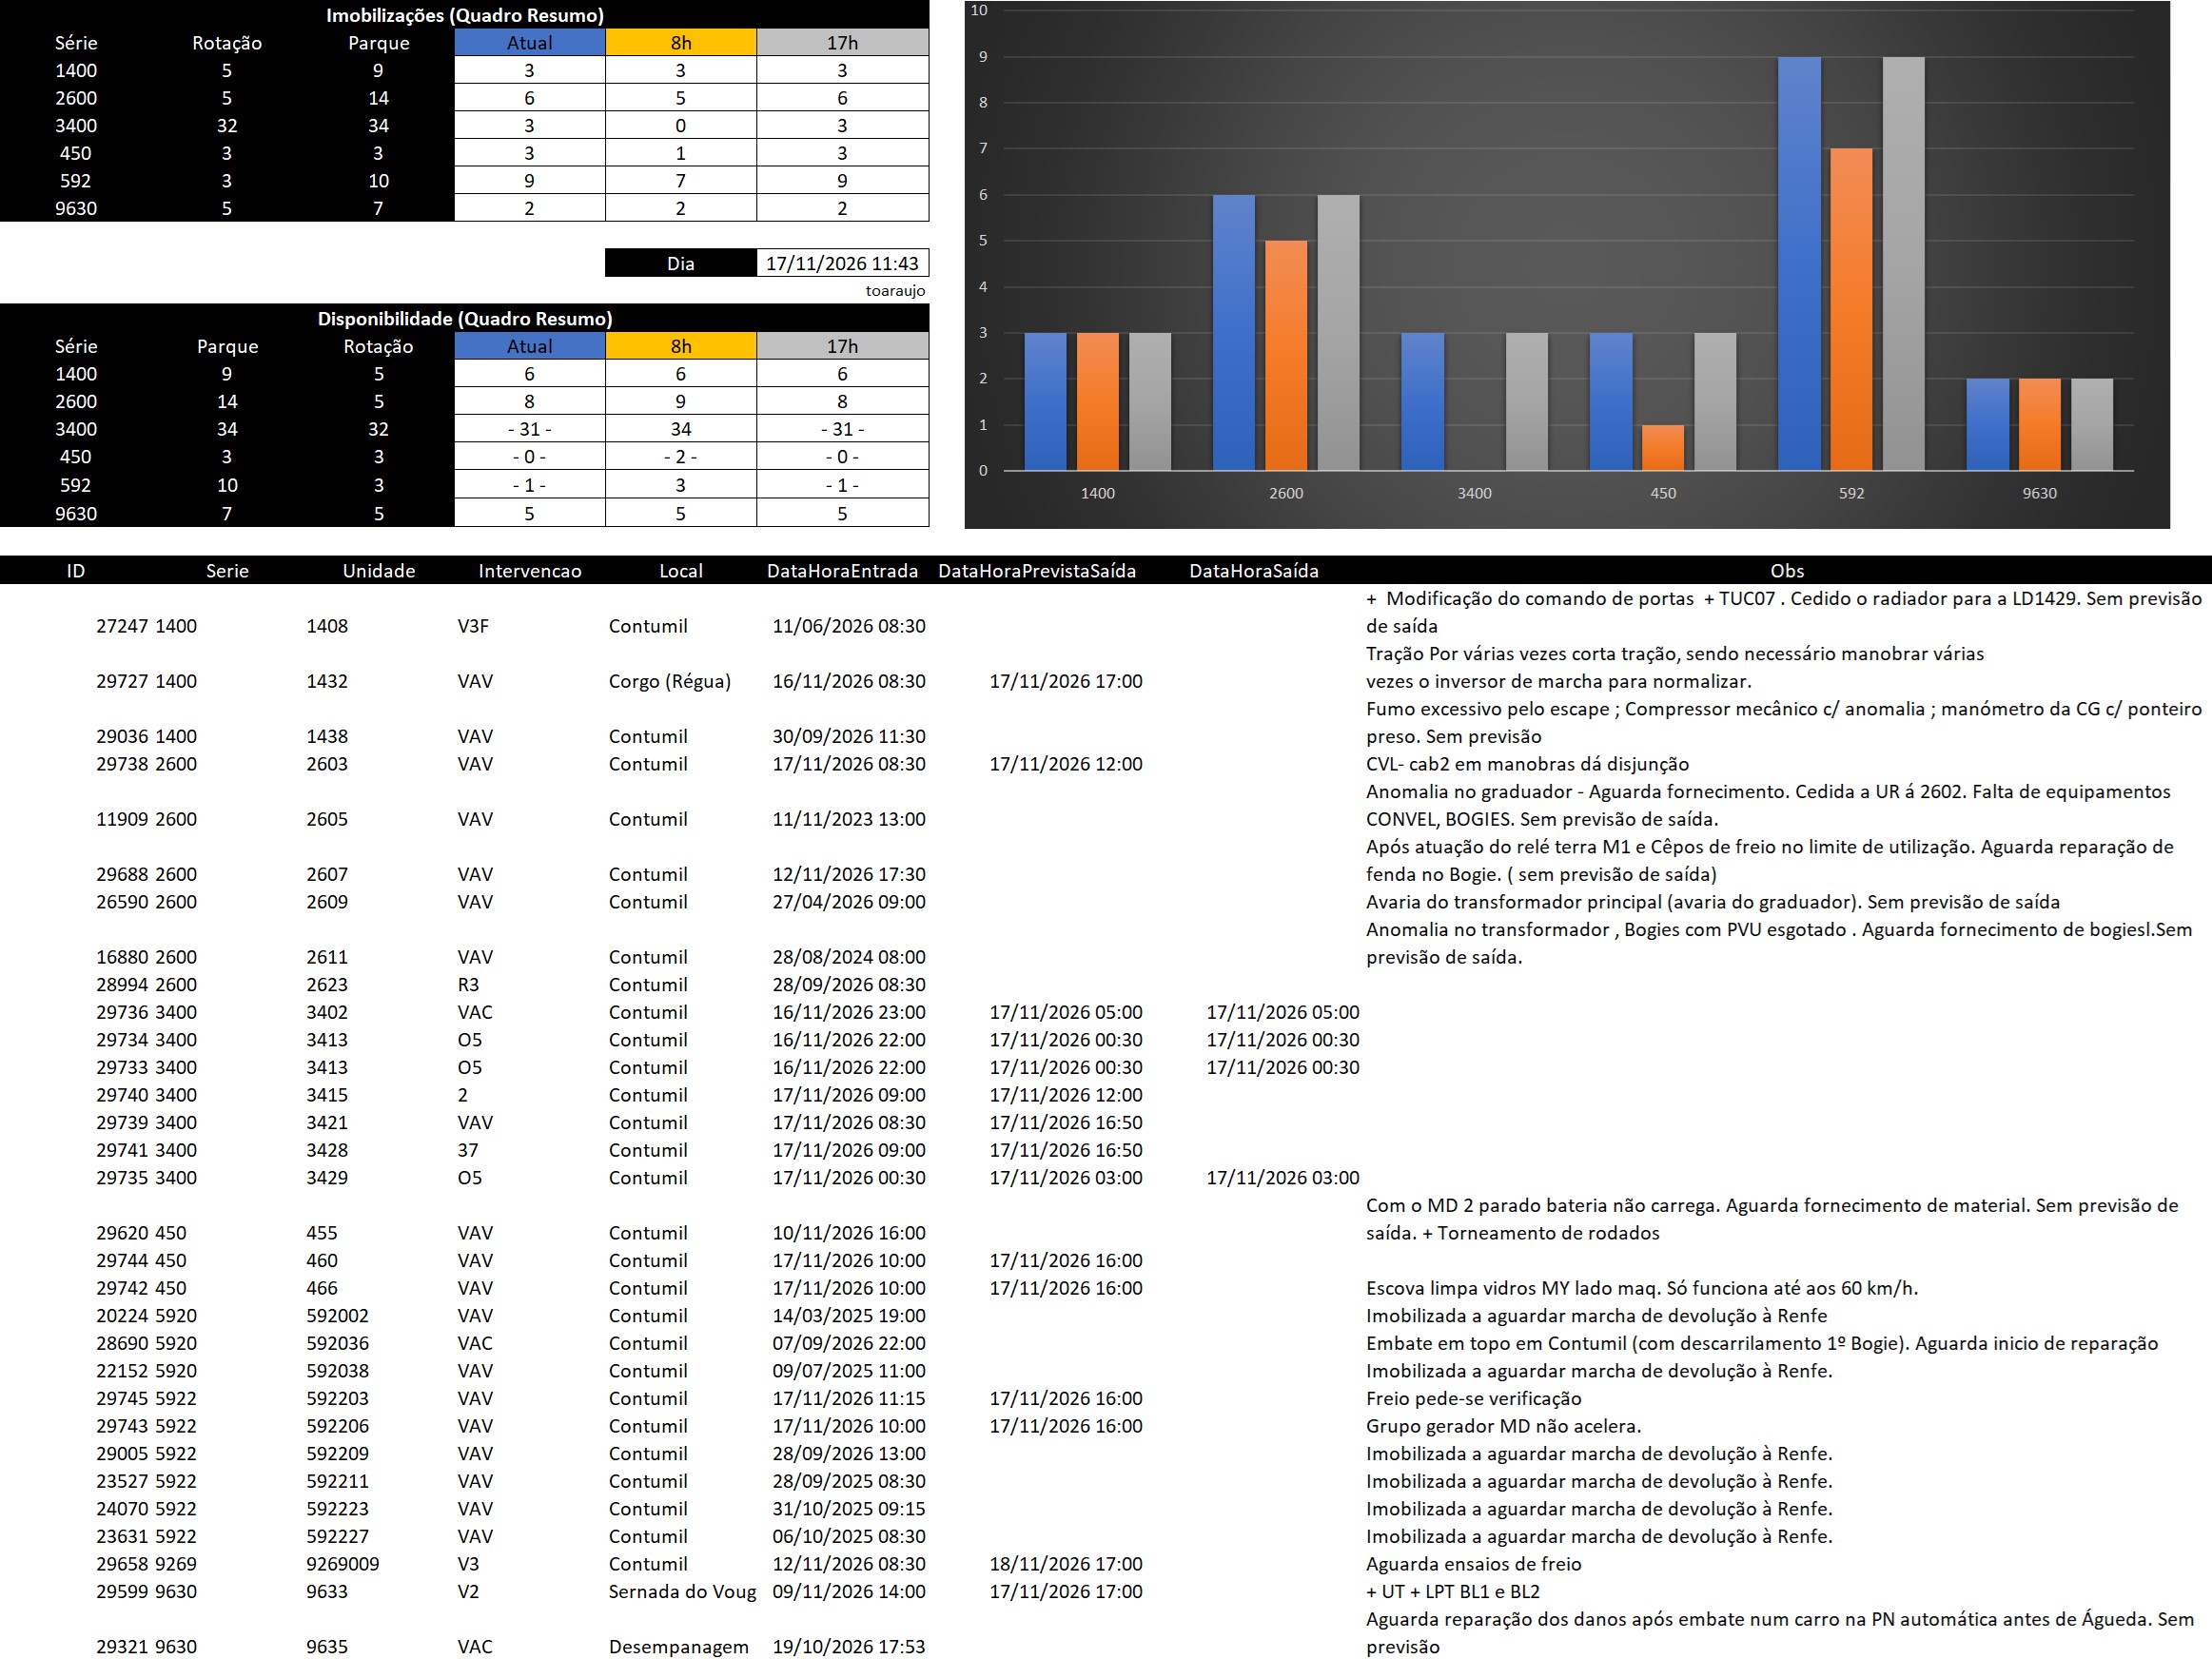 Imobilizações (Quadro Resumo)
Série Rotação Parque Atual 8h 17h
1400 5 9 3 3 3
2600 5 14 6 5 6
3400 32 34 3 0 3
450 3 3 3 1 3
592 3 10 9 7 9
9630 5 7 2 2 2
Dia 17/11/2026 11:43
toaraujo
Disponibilidade (Quadro Resumo)
Série Parque Rotação Atual 8h 17h
1400 9 5 6 6 6
2600 14 5 8 9 8
3400 34 32 - 31 - 34 - 31 -
450 3 3 - 0 - - 2 - - 0 -
592 10 3 - 1 - 3 - 1 -
9630 7 5 5 5 5
10
9
8
7
6
5
4
3
2
1
0
1400 2600 3400 450 592 9630
ID Serie Unidade Intervencao Local DataHoraEntrada DataHoraPrevistaSaída DataHoraSaída Obs
+ Modificação do comando de portas + TUC07 . Cedido o radiador para a LD1429. Sem previsão
27247 1400 1408 V3F Contumil 11/06/2026 08:30 de saída
Tração Por várias vezes corta tração, sendo necessário manobrar várias
29727 1400 1432 VAV Corgo (Régua) 16/11/2026 08:30 17/11/2026 17:00 vezes o inversor de marcha para normalizar.
Fumo excessivo pelo escape ; Compressor mecânico c/ anomalia ; manómetro da CG c/ ponteiro
29036 1400 1438 VAV Contumil 30/09/2026 11:30 preso. Sem previsão
29738 2600 2603 VAV Contumil 17/11/2026 08:30 17/11/2026 12:00 CVL- cab2 em manobras dá disjunção
Anomalia no graduador - Aguarda fornecimento. Cedida a UR á 2602. Falta de equipamentos
11909 2600 2605 VAV Contumil 11/11/2023 13:00 CONVEL, BOGIES. Sem previsão de saída.
Após atuação do relé terra M1 e Cêpos de freio no limite de utilização. Aguarda reparação de
29688 2600 2607 VAV Contumil 12/11/2026 17:30 fenda no Bogie. ( sem previsão de saída)
26590 2600 2609 VAV Contumil 27/04/2026 09:00 Avaria do transformador principal (avaria do graduador). Sem previsão de saída
Anomalia no transformador , Bogies com PVU esgotado . Aguarda fornecimento de bogiesl.Sem
16880 2600 2611 VAV Contumil 28/08/2024 08:00 previsão de saída.
28994 2600 2623 R3 Contumil 28/09/2026 08:30
29736 3400 3402 VAC Contumil 16/11/2026 23:00 17/11/2026 05:00 17/11/2026 05:00
29734 3400 3413 O5 Contumil 16/11/2026 22:00 17/11/2026 00:30 17/11/2026 00:30
29733 3400 3413 O5 Contumil 16/11/2026 22:00 17/11/2026 00:30 17/11/2026 00:30
29740 3400 3415 2 Contumil 17/11/2026 09:00 17/11/2026 12:00
29739 3400 3421 VAV Contumil 17/11/2026 08:30 17/11/2026 16:50
29741 3400 3428 37 Contumil 17/11/2026 09:00 17/11/2026 16:50
29735 3400 3429 O5 Contumil 17/11/2026 00:30 17/11/2026 03:00 17/11/2026 03:00
Com o MD 2 parado bateria não carrega. Aguarda fornecimento de material. Sem previsão de
29620 450 455 VAV Contumil 10/11/2026 16:00 saída. + Torneamento de rodados
29744 450 460 VAV Contumil 17/11/2026 10:00 17/11/2026 16:00
29742 450 466 VAV Contumil 17/11/2026 10:00 17/11/2026 16:00 Escova limpa vidros MY lado maq. Só funciona até aos 60 km/h.
20224 5920 592002 VAV Contumil 14/03/2025 19:00 Imobilizada a aguardar marcha de devolução à Renfe
28690 5920 592036 VAC Contumil 07/09/2026 22:00 Embate em topo em Contumil (com descarrilamento 1º Bogie). Aguarda inicio de reparação
22152 5920 592038 VAV Contumil 09/07/2025 11:00 Imobilizada a aguardar marcha de devolução à Renfe.
29745 5922 592203 VAV Contumil 17/11/2026 11:15 17/11/2026 16:00 Freio pede-se verificação
29743 5922 592206 VAV Contumil 17/11/2026 10:00 17/11/2026 16:00 Grupo gerador MD não acelera.
29005 5922 592209 VAV Contumil 28/09/2026 13:00 Imobilizada a aguardar marcha de devolução à Renfe.
23527 5922 592211 VAV Contumil 28/09/2025 08:30 Imobilizada a aguardar marcha de devolução à Renfe.
24070 5922 592223 VAV Contumil 31/10/2025 09:15 Imobilizada a aguardar marcha de devolução à Renfe.
23631 5922 592227 VAV Contumil 06/10/2025 08:30 Imobilizada a aguardar marcha de devolução à Renfe.
29658 9269 9269009 V3 Contumil 12/11/2026 08:30 18/11/2026 17:00 Aguarda ensaios de freio
29599 9630 9633 V2 Sernada do Voug 09/11/2026 14:00 17/11/2026 17:00 + UT + LPT BL1 e BL2
Aguarda reparação dos danos após embate num carro na PN automática antes de Águeda. Sem
29321 9630 9635 VAC Desempanagem 19/10/2026 17:53 previsão